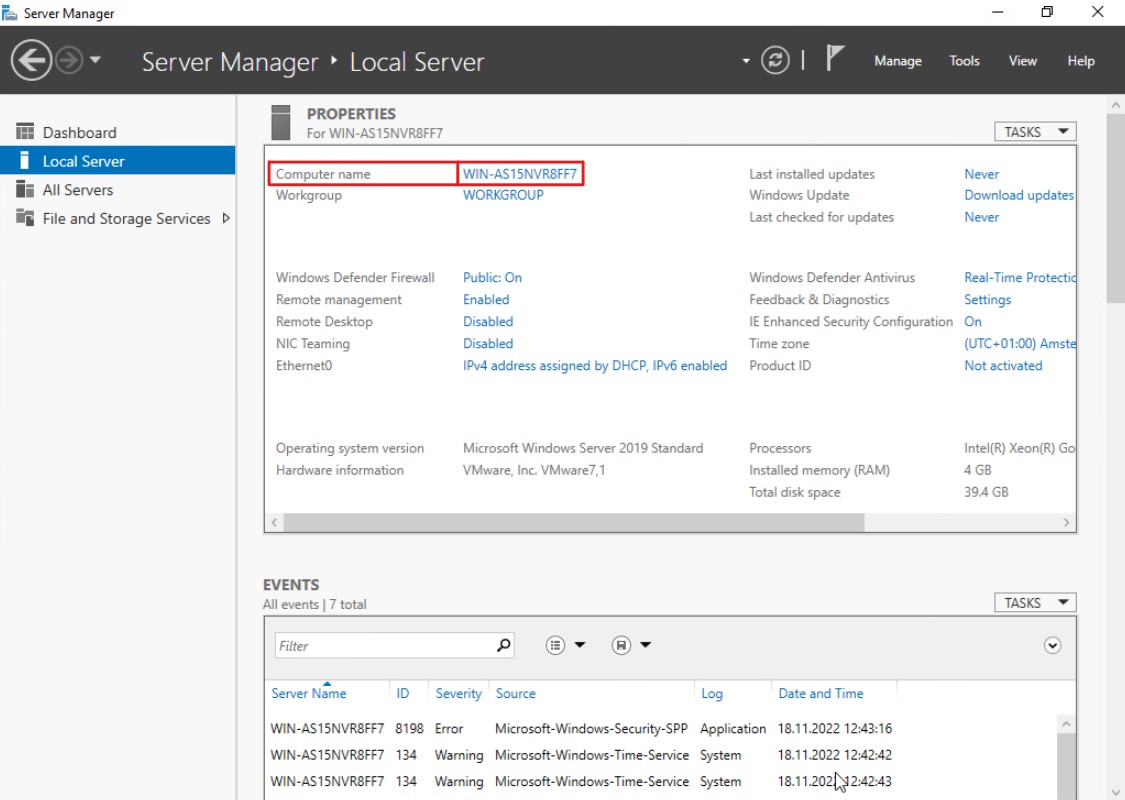 Server Manager
Server Manager ‣ Local Server
Manage Tools View Help
Dashboard
Local Server
All Servers
File and Storage Services
PROPERTIES
For WIN-AS15NVR8FF7
TASKS
Computer name WIN-AS15NVR8FF7 Last installed updates Never
Workgroup WORKGROUP Windows Update Download updates
Last checked for updates Never
Windows Defender Firewall Public: On Windows Defender Antivirus Real-Time Protectic
Remote management Enabled Feedback & Diagnostics Settings
Remote Desktop Disabled IE Enhanced Security Configuration On
NIC Teaming Disabled Time zone (UTC+01:00) Amste
Ethernet0 IPv4 address assigned by DHCP, IPv6 enabled Product ID Not activated
Operating system version Microsoft Windows Server 2019 Standard Processors Intel(R) Xeon(R) Go
Hardware information VMware, Inc. VMware7,1 Installed memory (RAM) 4 GB
Total disk space 39.4 GB
EVENTS
All events | 7 total
TASKS
Filter
Server Name ID Severity Source Log Date and Time
WIN-AS15NVR8FF7 8198 Error Microsoft-Windows-Security-SPP Application 18.11.2022 12:43:16
WIN-AS15NVR8FF7 134 Warning Microsoft-Windows-Time-Service System 18.11.2022 12:42:42
WIN-AS15NVR8FF7 134 Warning Microsoft-Windows-Time-Service System 18.11.2022 12:42:43